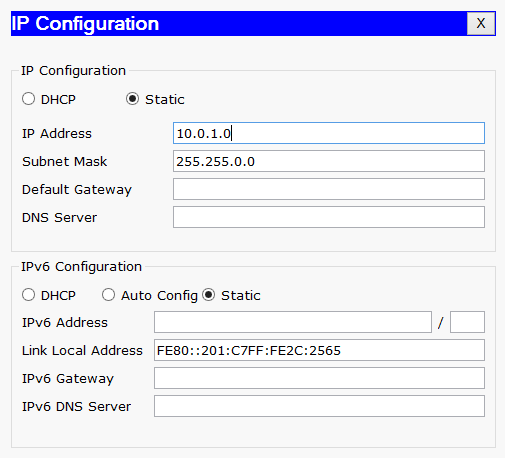 IP Configuration X
IP Configuration
DHCP Static
IP Address 10.0.1.0
Subnet Mask 255.255.0.0
Default Gateway
DNS Server
IPv6 Configuration
DHCP Auto Config Static
IPv6 Address /
Link Local Address FE80::201:C7FF:FE2C:2565
IPv6 Gateway
IPv6 DNS Server